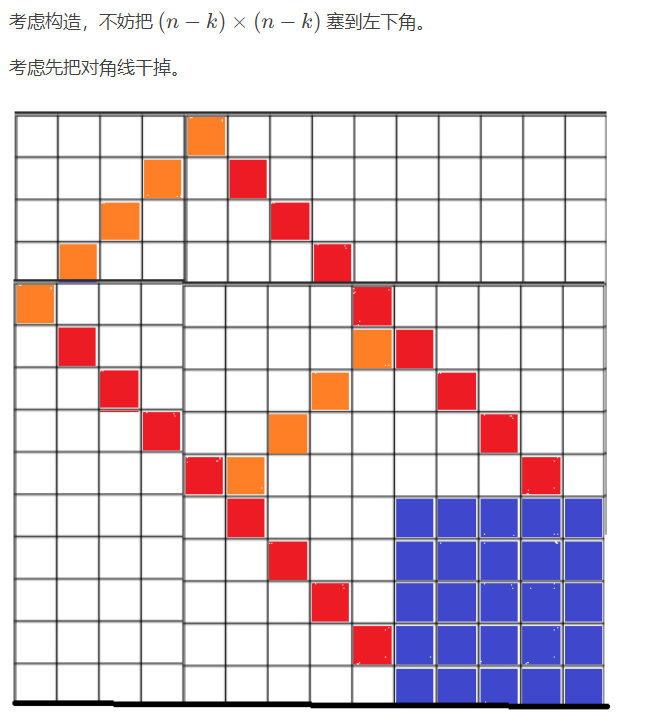 考虑构造，不妨把 (n − k) × (n − k) 塞到左下角。
考虑先把对角线干掉。